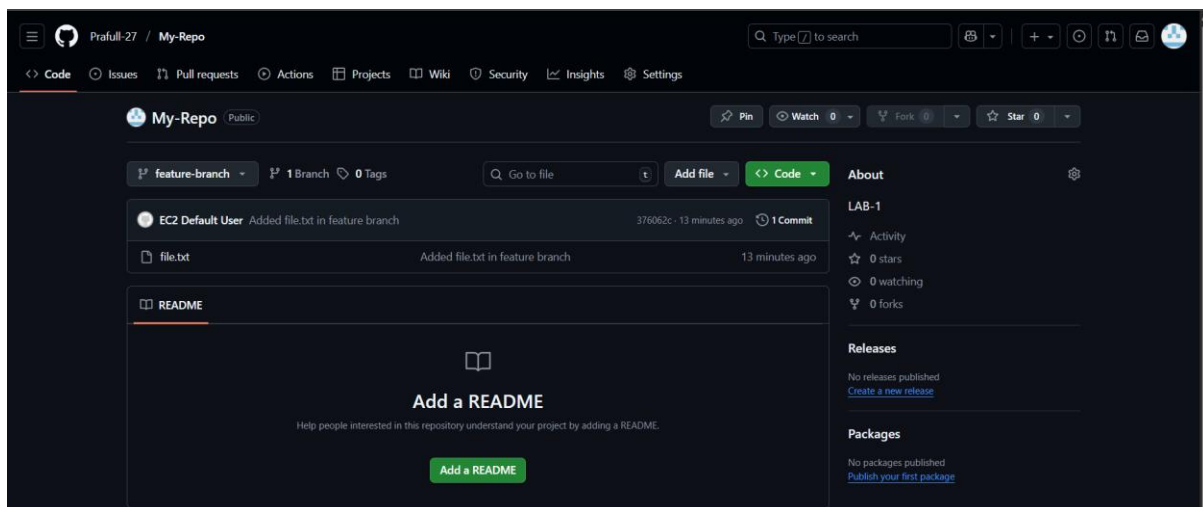 Prafull-27 / My-Repo
Type / to search
<> Code Issues Pull requests Actions Projects Wiki Security Insights Settings
My-Repo Public
Pin Watch 0 Fork 0 Star 0
feature-branch 1 Branch 0 Tags
Go to file t Add file <> Code
EC2 Default User Added file.txt in feature branch 376062c · 13 minutes ago 1 Commit
file.txt Added file.txt in feature branch 13 minutes ago
README
Add a README
Help people interested in this repository understand your project by adding a README.
Add a README
About
LAB-1
Activity
0 stars
0 watching
0 forks
Releases
No releases published
Create a new release
Packages
No packages published
Publish your first package